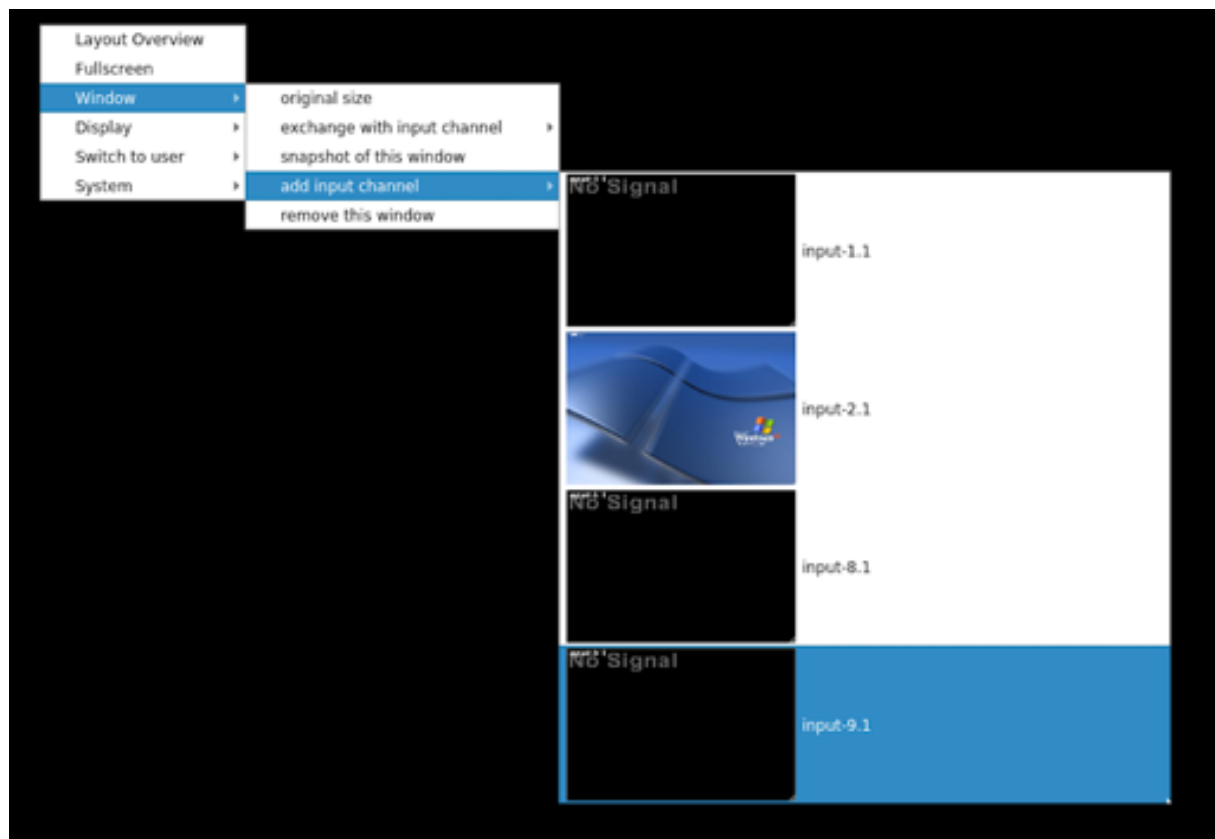 Layout Overview
Fullscreen
Window
Display
Switch to user
System
original size
exchange with input channel
snapshot of this window
add input channel
remove this window
No Signal
input-1.1
input-2.1
No Signal
input-8.1
No Signal
input-9.1